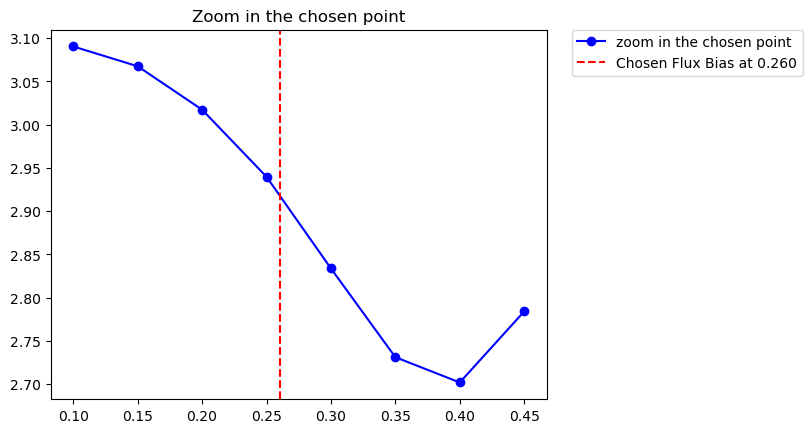 Zoom in the chosen point
zoom in the chosen point
Chosen Flux Bias at 0.260
3.10
3.05
3.00
2.95
2.90
2.85
2.80
2.75
2.70
0.10 0.15 0.20 0.25 0.30 0.35 0.40 0.45